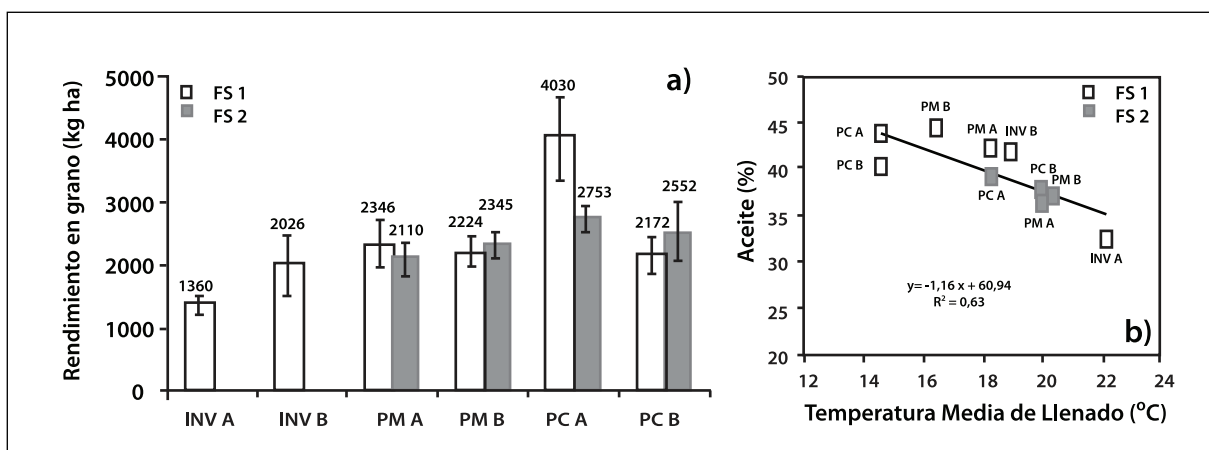 a)
Rendimiento en grano (kg ha)
5000
4000
3000
2000
1000
0
FS 1
FS 2
1360
2026
2346
2110
2224
2345
4030
2753
2172
2552
INV A
INV B
PM A
PM B
PC A
PC B
b)
Aceite (%)
50
45
40
35
30
25
20
FS 1
FS 2
PC A
PM B
PM A
INV B
PC B
PC A
PC B
PM B
PM A
INV A
y= -1,16 x + 60,94
R² = 0,63
12
14
16
18
20
22
24
Temperatura Media de Llenado (ºC)